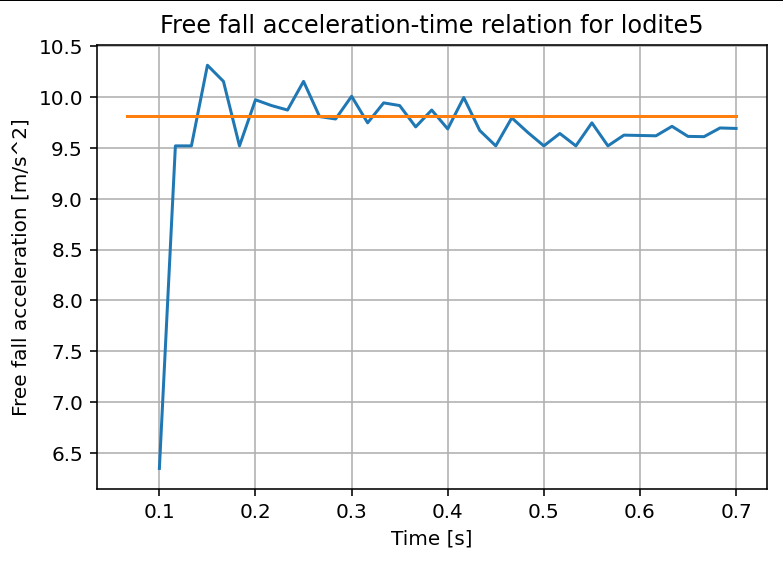 Free fall acceleration-time relation for lodite5
Free fall acceleration [m/s^2]
10.5
10.0
9.5
9.0
8.5
8.0
7.5
7.0
6.5
0.1 0.2 0.3 0.4 0.5 0.6 0.7
Time [s]